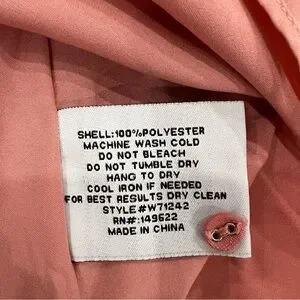 SHELL:100%POLYESTER
MACHINE WASH COLD
DO NOT BLEACH
DO NOT TUMBLE DRY
HANG TO DRY
COOL IRON IF NEEDED
FOR BEST RESULTS DRY CLEAN
STYLE#W71242
RN#:149622
MADE IN CHINA